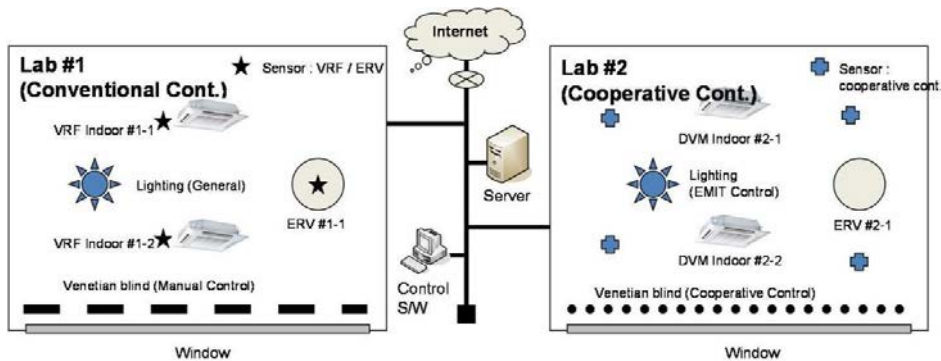 Internet
Lab #1
(Conventional Cont.)
Sensor : VRF / ERV
VRF Indoor #1-1
Lighting (General)
ERV #1-1
VRF Indoor #1-2
Venetian blind (Manual Control)
Window
Server
Control
S/W
Lab #2
(Cooperative Cont.)
Sensor :
cooperative cont.
DVM Indoor #2-1
Lighting
(EMIT Control)
ERV #2-1
DVM Indoor #2-2
Venetian blind (Cooperative Control)
Window